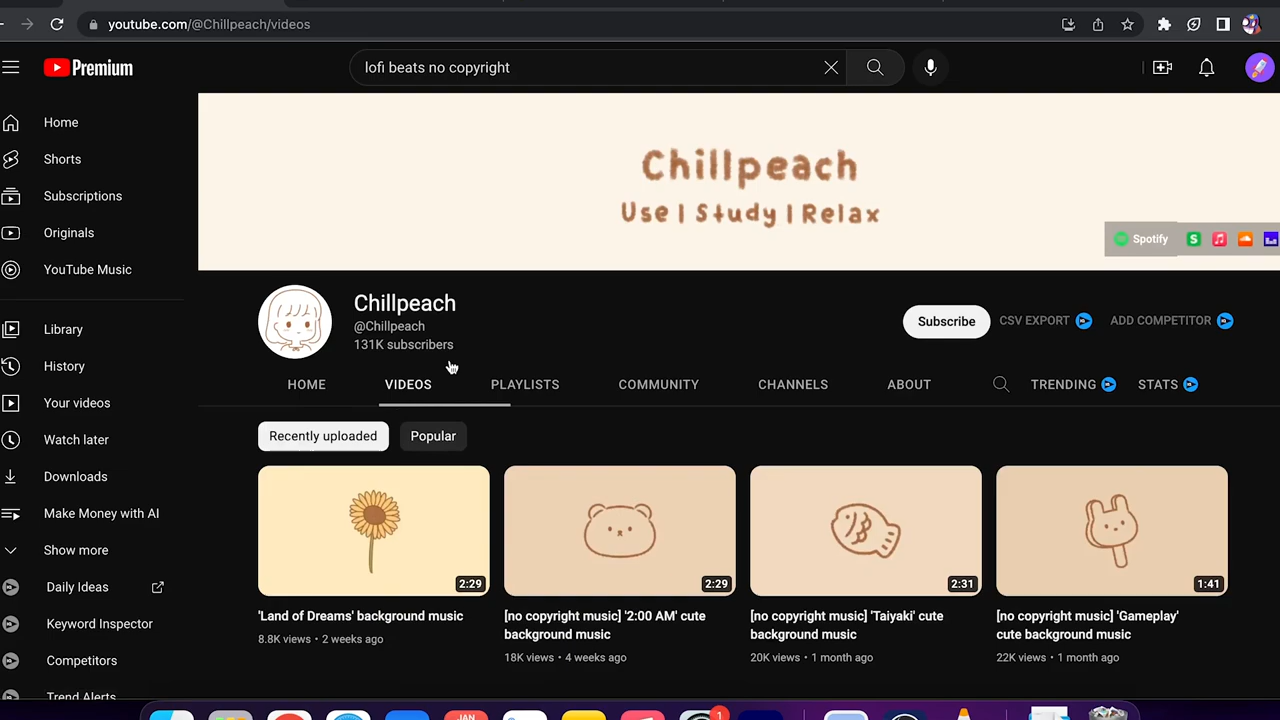 youtube.com/@Chillpeach/videos
Premium
lofi beats no copyright
Home
Shorts
Subscriptions
Originals
YouTube Music
Library
History
Your videos
Watch later
Downloads
Make Money with AI
Show more
Daily Ideas
Keyword Inspector
Competitors
Trend Alerts
Chillpeach
Use | Study | Relax
Spotify
Chillpeach
@Chillpeach
131K subscribers
Subscribe
CSV EXPORT
ADD COMPETITOR
HOME
VIDEOS
PLAYLISTS
COMMUNITY
CHANNELS
ABOUT
TRENDING
STATS
Recently uploaded
Popular
2:29
'Land of Dreams' background music
8.8K views • 2 weeks ago
2:29
[no copyright music] '2:00 AM' cute
background music
18K views • 4 weeks ago
2:31
[no copyright music] 'Taiyaki' cute
background music
20K views • 1 month ago
1:41
[no copyright music] 'Gameplay'
cute background music
22K views • 1 month ago
JAN
1